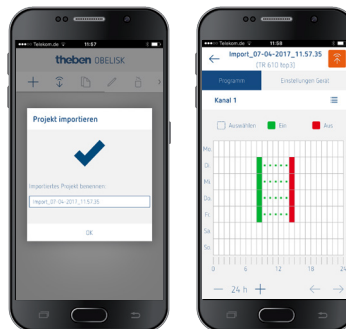 Telekom.de
11:57
theben OBELISK
Projekt importieren
Importiertes Projekt benennen:
Import_07-04-2017_11.57.35
OK
Telekom.de
11:58
Import_07-04-2017_11.57.35
[TR 610 top3]
Programm
Einstellungen Gerät
Kanal 1
Auswählen
Ein
Aus
Mo.
Di.
Mi.
Do.
Fr.
Sa.
So.
0 6 12 18 24
24 h